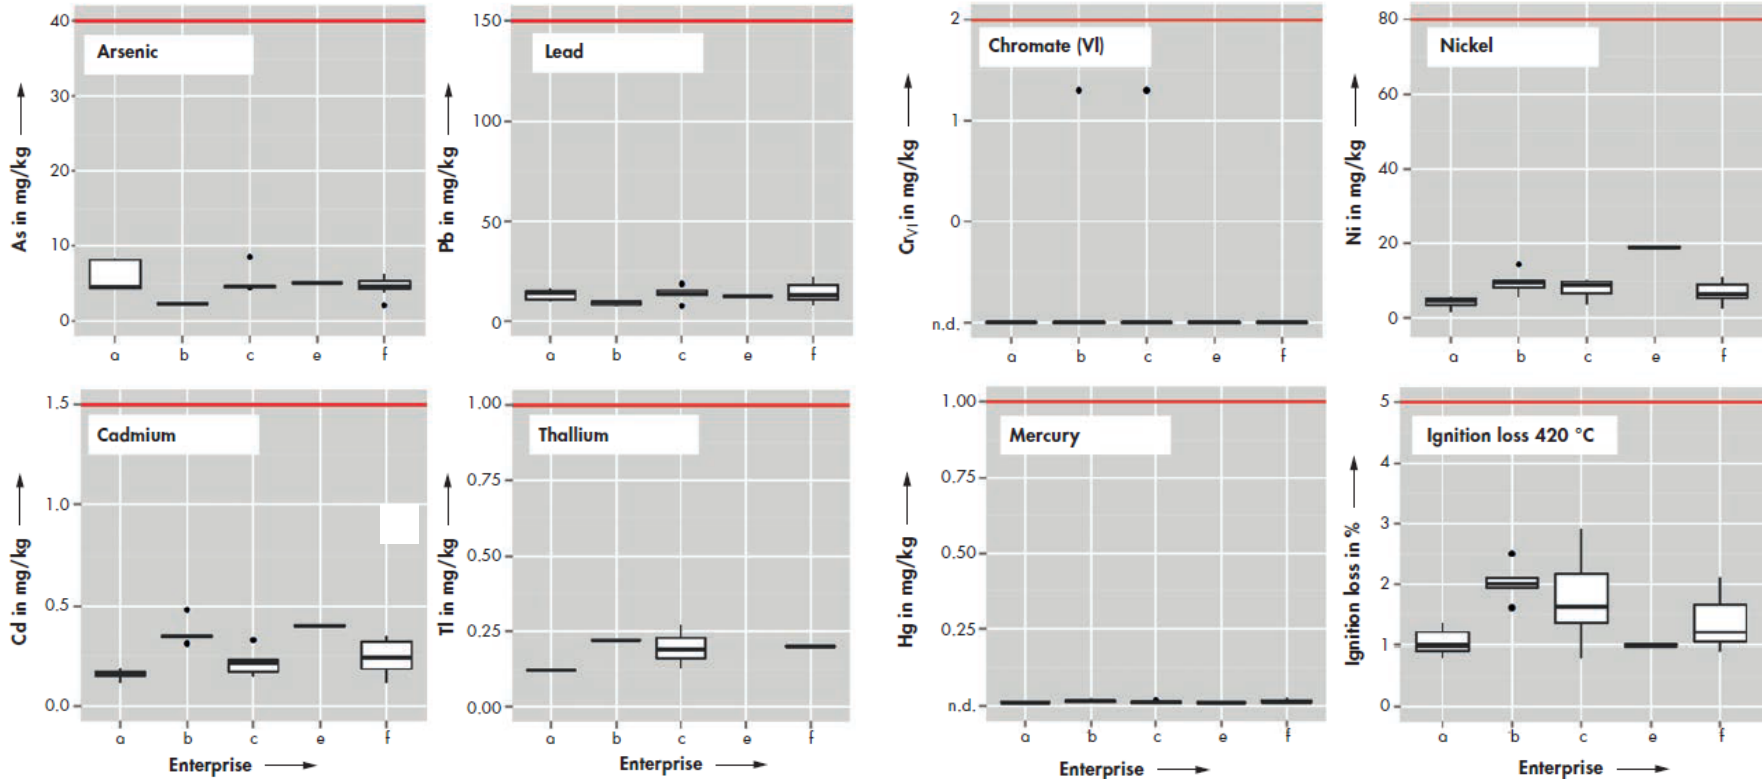 Arsenic
As in mg/kg
40
30
20
10
0
a b c e f
Lead
Pb in mg/kg
150
100
50
0
a b c e f
Chromate (VI)
CrVI in mg/kg
2
1
0
n.d.
a b c e f
Nickel
Ni in mg/kg
80
60
40
20
0
a b c e f
Cadmium
Cd in mg/kg
1.5
1.0
0.5
0.0
a b c e f
Enterprise
Thallium
Tl in mg/kg
1.00
0.75
0.50
0.25
0.00
a b c e f
Enterprise
Mercury
Hg in mg/kg
1.00
0.75
0.50
0.25
n.d.
a b c e f
Enterprise
Ignition loss 420 °C
Ignition loss in %
5
4
3
2
1
0
a b c e f
Enterprise